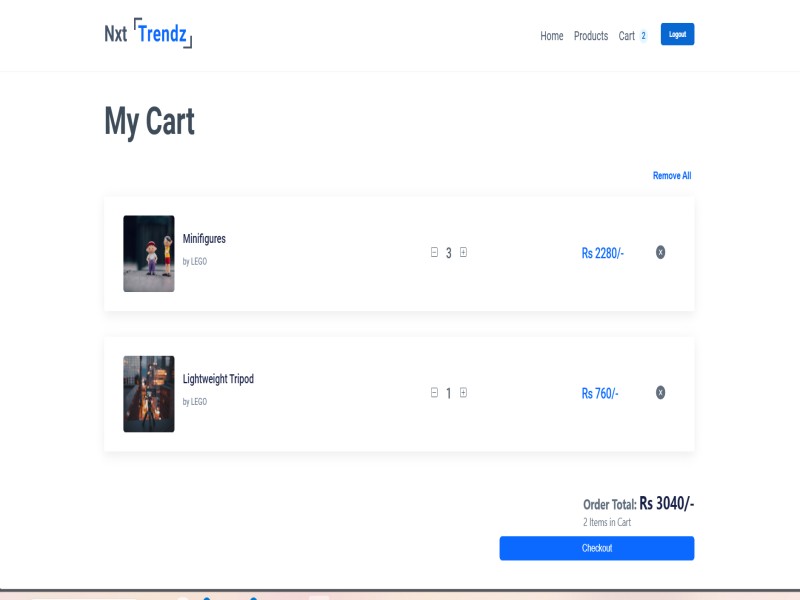 Nxt Trendz
Home Products Cart 2 Logout
My Cart
Remove All
Minifigures
by LEGO
3
Rs 2280/-
x
Lightweight Tripod
by LEGO
1
Rs 760/-
x
Order Total: Rs 3040/-
2 Items in Cart
Checkout